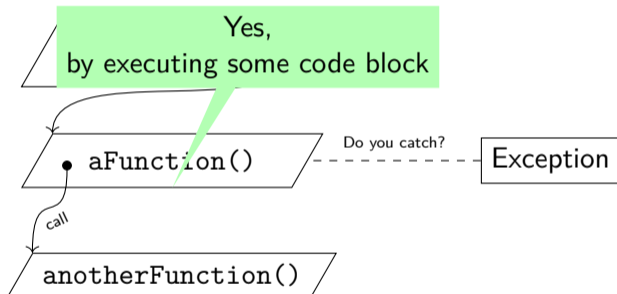 Yes,
by executing some code block
Do you catch?
aFunction()
Exception
call
anotherFunction()